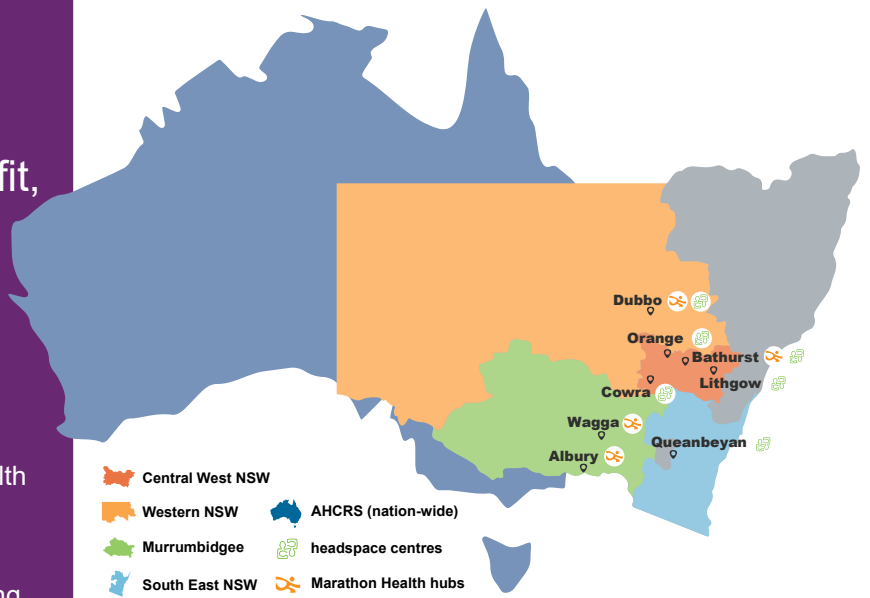 fit,
lth
ng
Dubbo
Orange
Bathurst
Lithgow
Cowra
Wagga
Queanbeyan
Albury
Central West NSW
Western NSW
AHCRS (nation-wide)
Murrumbidgee
headspace centres
South East NSW
Marathon Health hubs